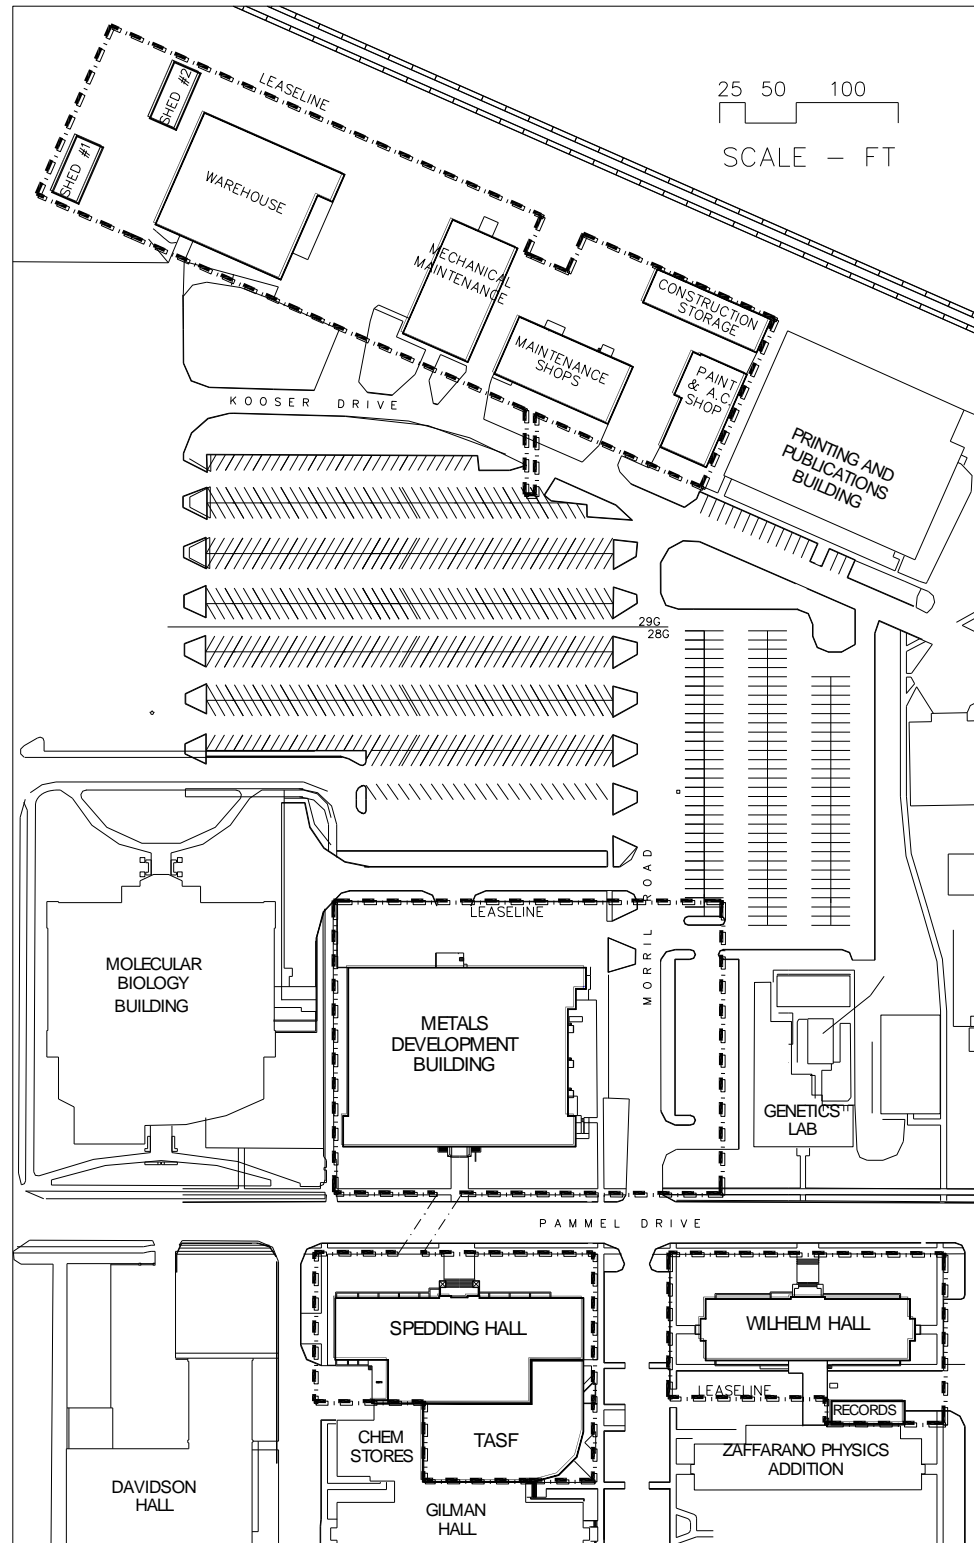 SHED #2
LEASELINE
25 50 100
SCALE - FT
SHED #1
WAREHOUSE
MECHANICAL
MAINTENANCE
CONSTRUCTION
STORAGE
MAINTENANCE
SHOPS
PAINT
& A.C.
SHOP
KOOSER DRIVE
PRINTING AND
PUBLICATIONS
BUILDING
29G
28G
MORRIL ROAD
LEASELINE
MOLECULAR
BIOLOGY
BUILDING
METALS
DEVELOPMENT
BUILDING
GENETICS
LAB
PAMMEL DRIVE
SPEDDING HALL
WILHELM HALL
LEASELINE
RECORDS
CHEM
STORES
TASF
ZAFFARANO PHYSICS
ADDITION
DAVIDSON
HALL
GILMAN
HALL